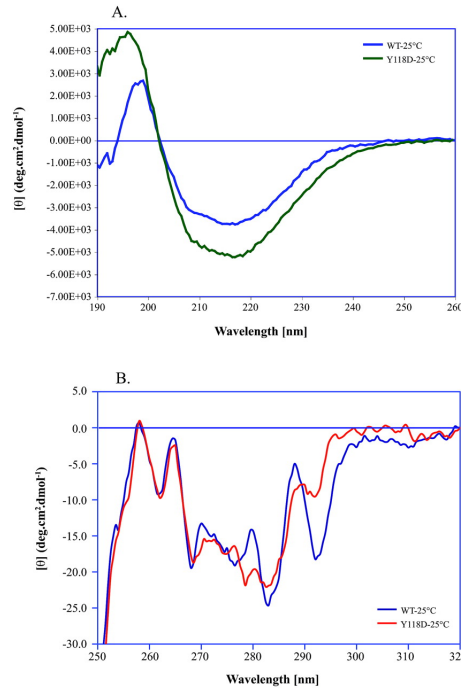 A.
5.00E+03
4.00E+03
3.00E+03
2.00E+03
1.00E+03
0.00E+00
-1.00E+03
-2.00E+03
-3.00E+03
-4.00E+03
-5.00E+03
-6.00E+03
-7.00E+03
[θ] (deg.cm².dmol⁻¹)
WT-25°C
Y118D-25°C
190 200 210 220 230 240 250 260
Wavelength [nm]
B.
5.0
0.0
-5.0
-10.0
-15.0
-20.0
-25.0
-30.0
[θ] (deg.cm².dmol⁻¹)
WT-25°C
Y118D-25°C
250 260 270 280 290 300 310 320
Wavelength [nm]